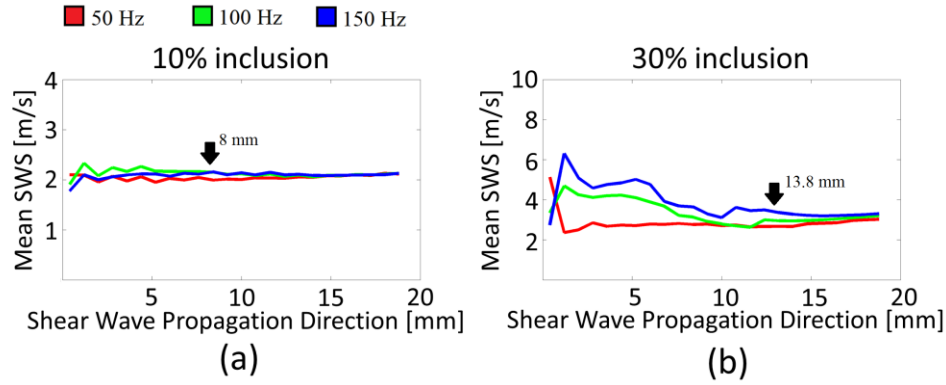 50 Hz 100 Hz 150 Hz
10% inclusion
4
3
2
1
Mean SWS [m/s]
8 mm
5 10 15 20
Shear Wave Propagation Direction [mm]
(a)
30% inclusion
10
8
6
4
2
Mean SWS [m/s]
13.8 mm
5 10 15 20
Shear Wave Propagation Direction [mm]
(b)